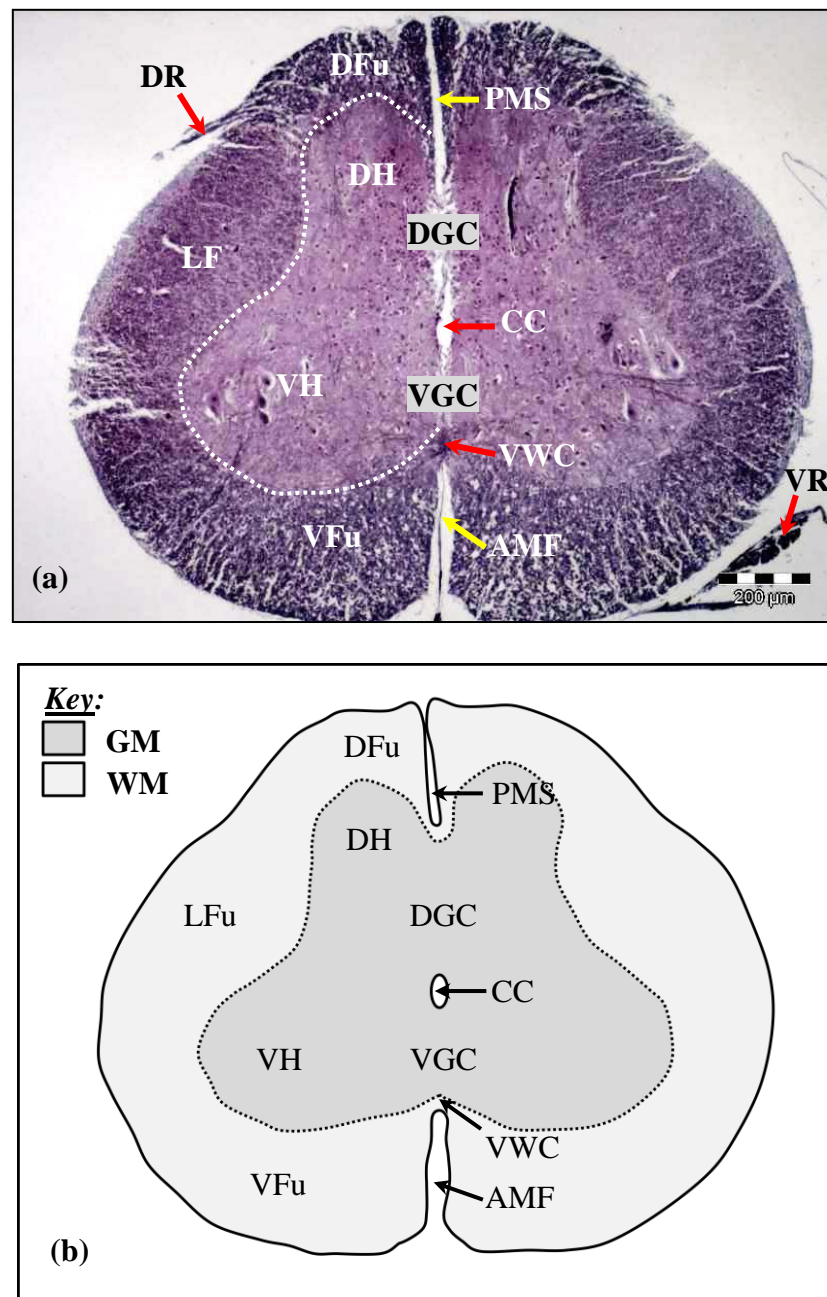 DFu
DR
PMS
DH
DGC
LF
CC
VH
VGC
VWC
VR
VFu
AMF
(a)
200 µm
Key:
GM
WM
DFu
PMS
DH
LFu
DGC
CC
VH
VGC
VWC
VFu
AMF
(b)